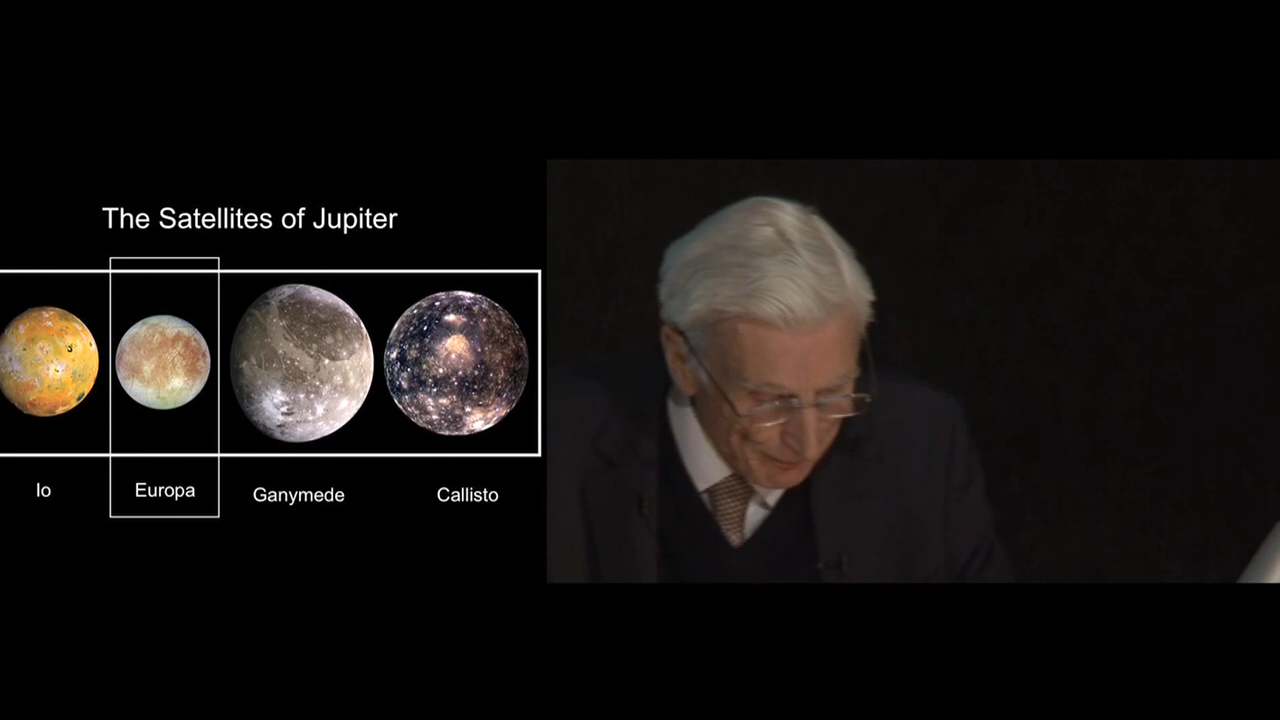 The Satellites of Jupiter
Io
Europa
Ganymede
Callisto